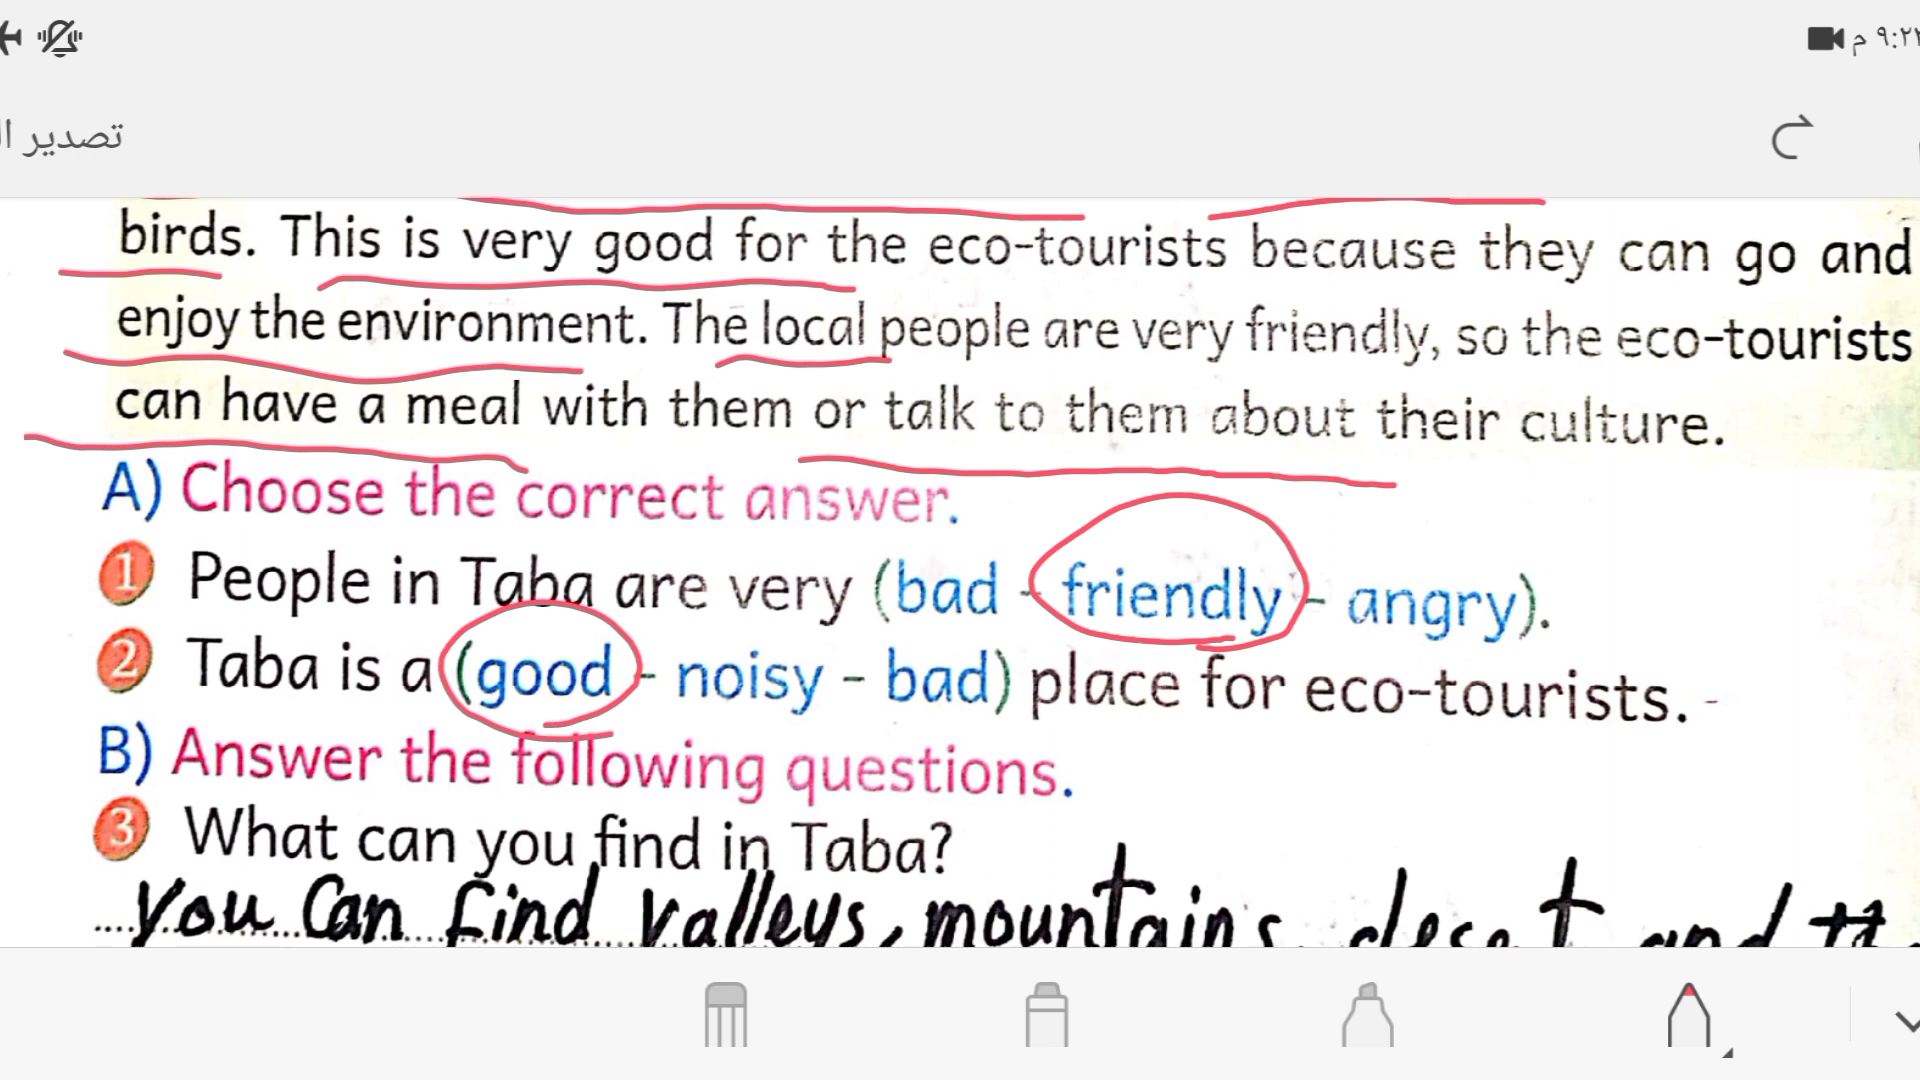 م ٩:٢٢
تصدير ال
birds. This is very good for the eco-tourists because they can go and
enjoy the environment. The local people are very friendly, so the eco-tourists
can have a meal with them or talk to them about their culture.
A) Choose the correct answer.
1 People in Taba are very (bad - friendly - angry).
2 Taba is a (good - noisy - bad) place for eco-tourists. -
B) Answer the following questions.
3 What can you find in Taba?
You Can find valleys, mountains, and